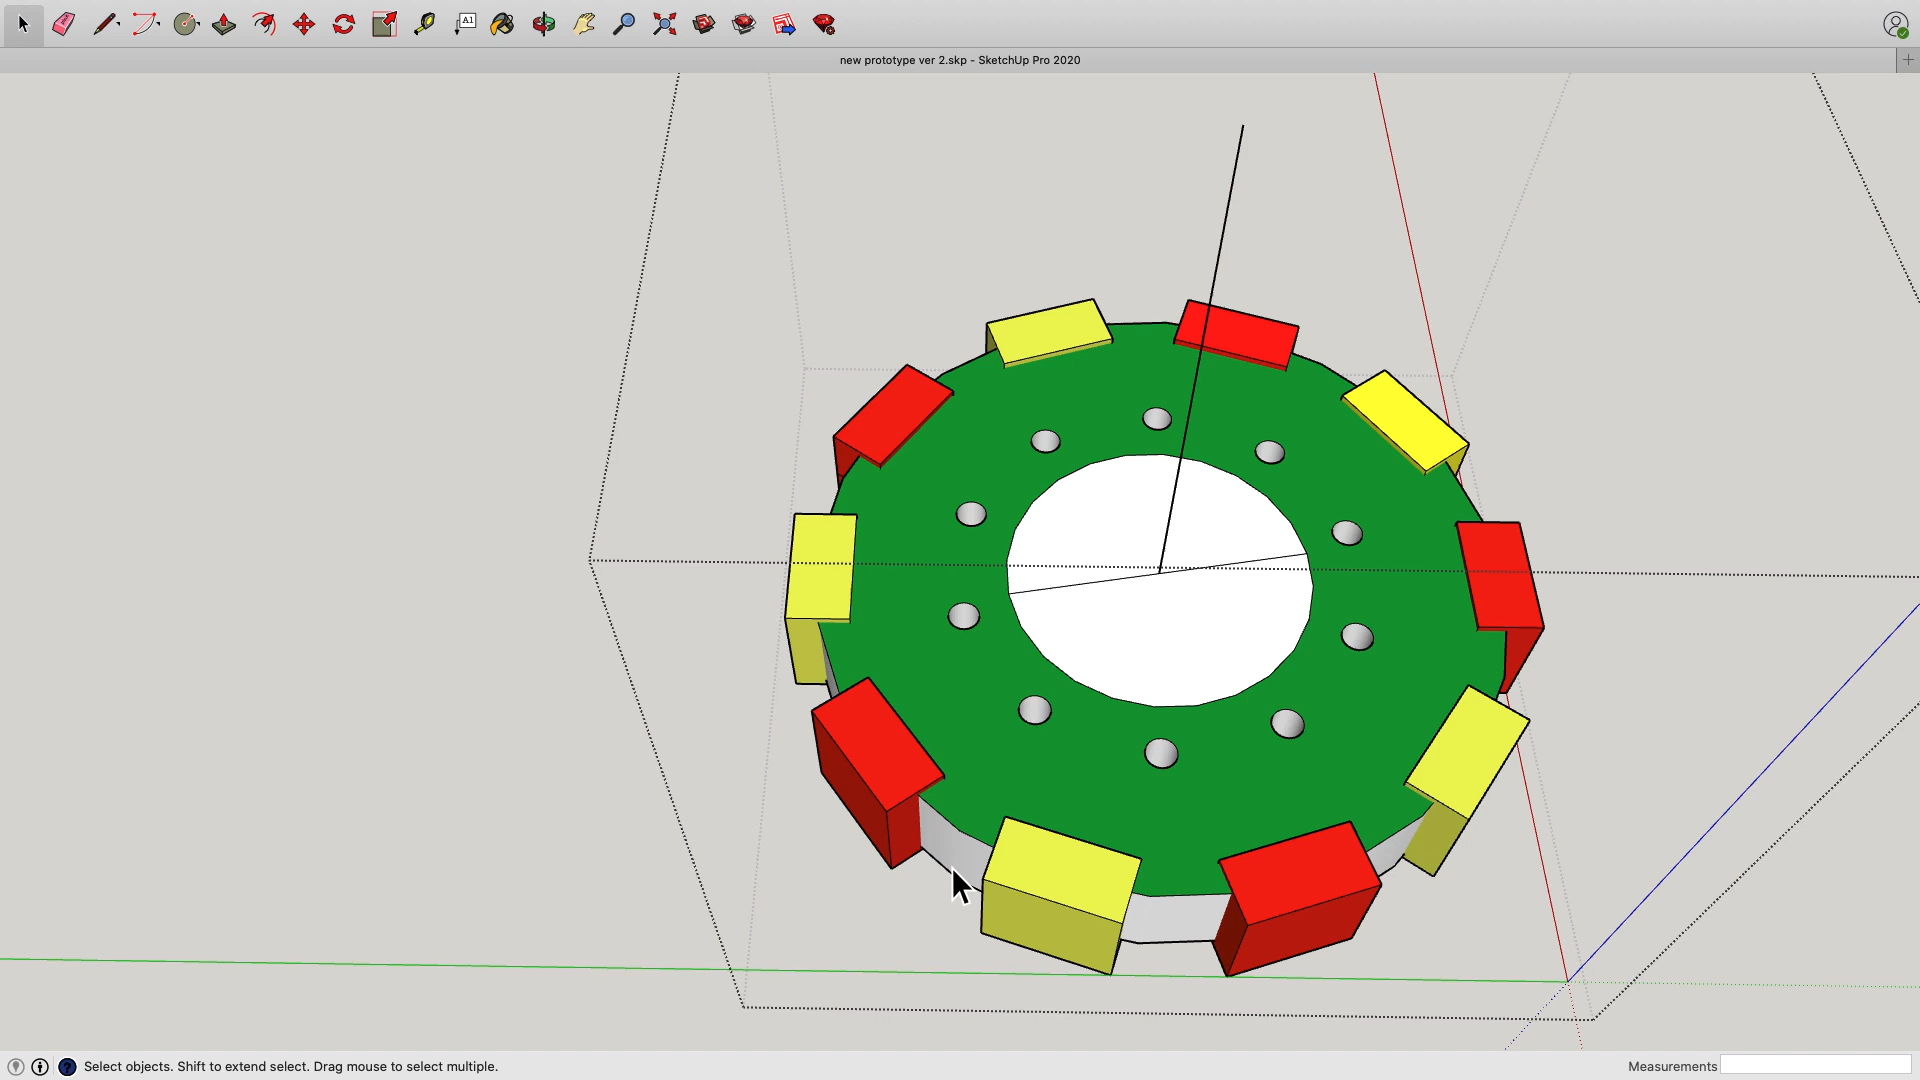 A1
new prototype ver 2.skp - SketchUp Pro 2020
Select objects. Shift to extend select. Drag mouse to select multiple.
Measurements